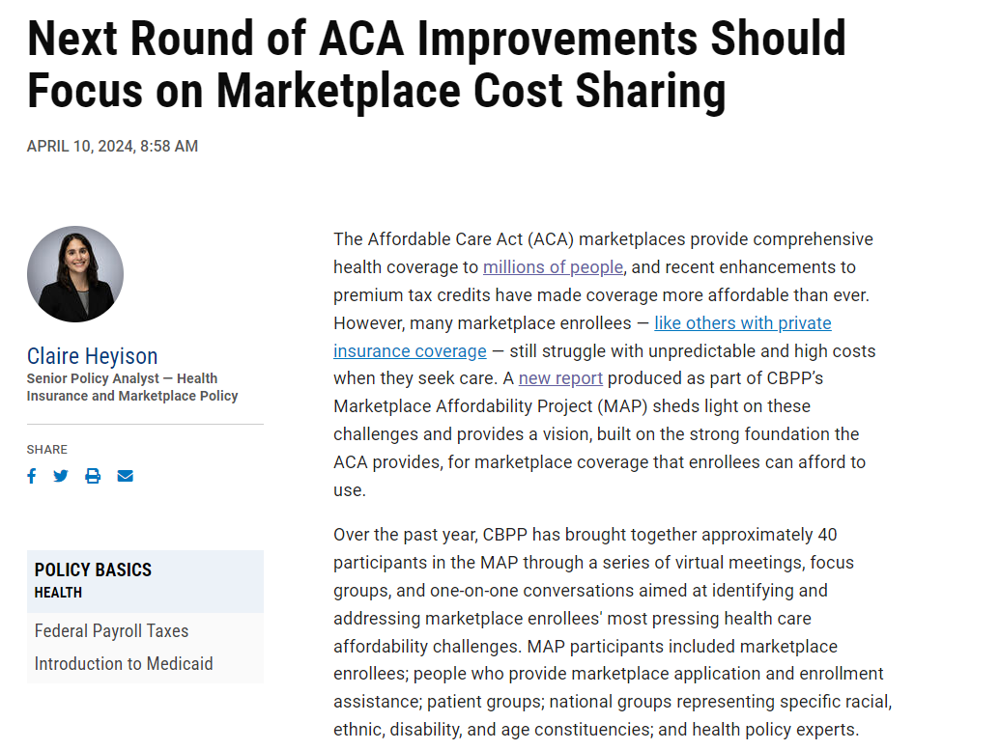 Next Round of ACA Improvements Should
Focus on Marketplace Cost Sharing
APRIL 10, 2024, 8:58 AM
Claire Heyison
Senior Policy Analyst — Health
Insurance and Marketplace Policy
SHARE
POLICY BASICS
HEALTH
Federal Payroll Taxes
Introduction to Medicaid
The Affordable Care Act (ACA) marketplaces provide comprehensive
health coverage to millions of people, and recent enhancements to
premium tax credits have made coverage more affordable than ever.
However, many marketplace enrollees — like others with private
insurance coverage — still struggle with unpredictable and high costs
when they seek care. A new report produced as part of CBPP’s
Marketplace Affordability Project (MAP) sheds light on these
challenges and provides a vision, built on the strong foundation the
ACA provides, for marketplace coverage that enrollees can afford to
use.
Over the past year, CBPP has brought together approximately 40
participants in the MAP through a series of virtual meetings, focus
groups, and one-on-one conversations aimed at identifying and
addressing marketplace enrollees' most pressing health care
affordability challenges. MAP participants included marketplace
enrollees; people who provide marketplace application and enrollment
assistance; patient groups; national groups representing specific racial,
ethnic, disability, and age constituencies; and health policy experts.